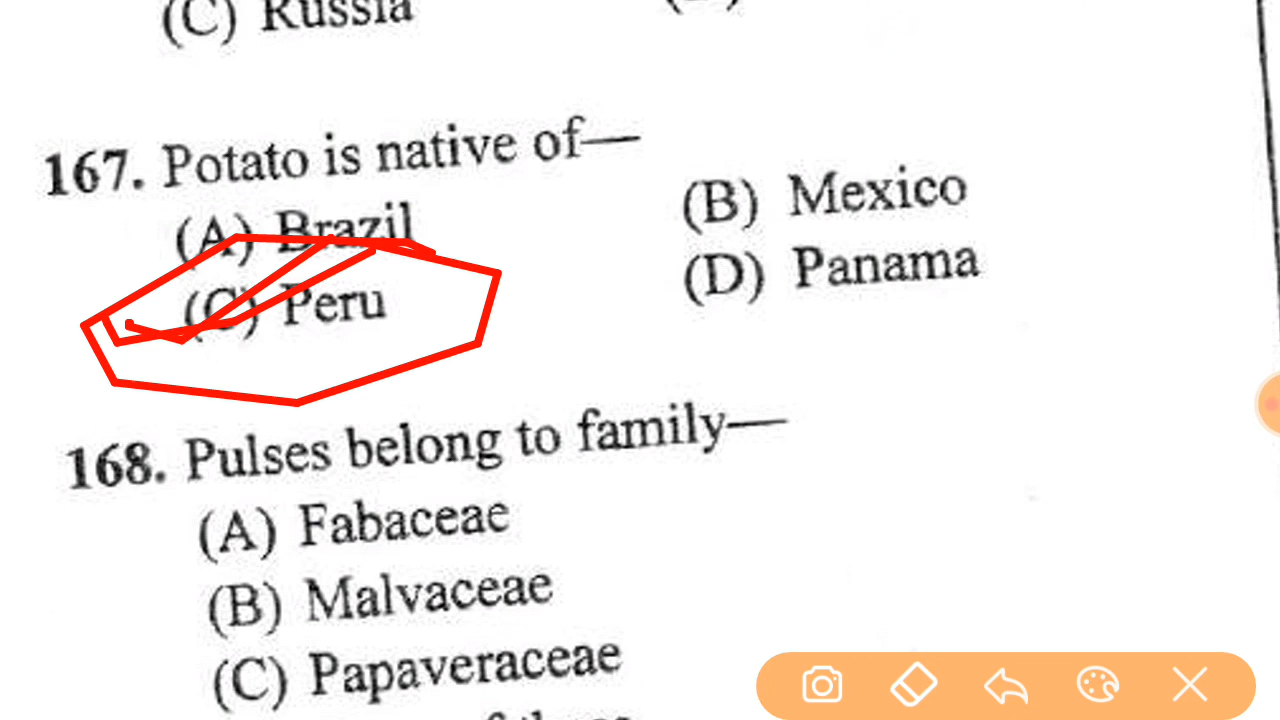 (C) Russia
167. Potato is native of—
(A) Brazil (B) Mexico
(C) Peru (D) Panama
168. Pulses belong to family—
(A) Fabaceae
(B) Malvaceae
(C) Papaveraceae